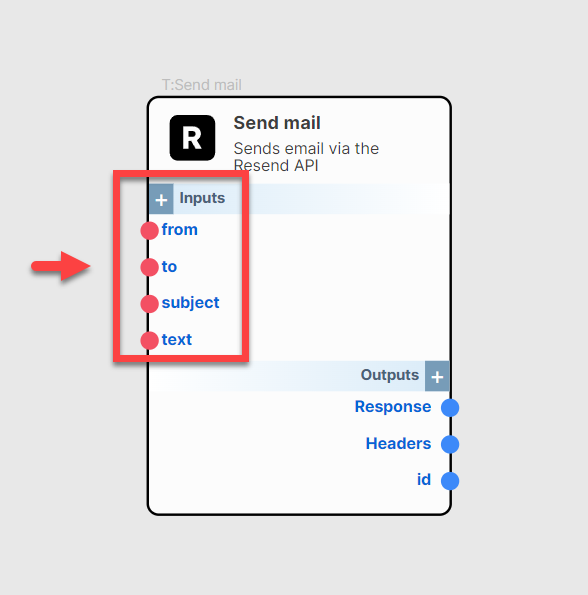 T:Send mail
R
Send mail
Sends email via the
Resend API
+ Inputs
from
to
subject
text
Outputs +
Response
Headers
id